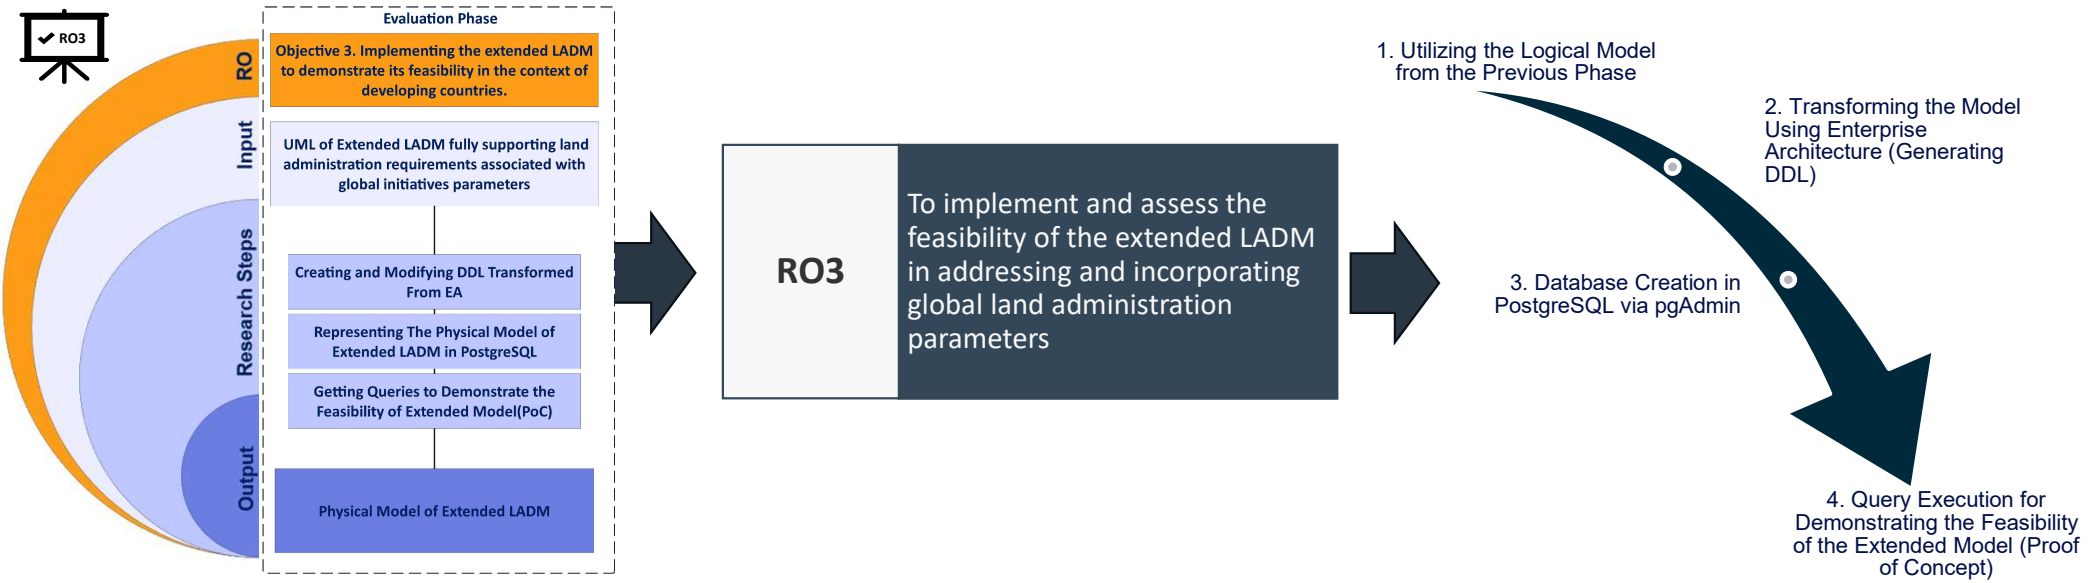 RO3
RO
Input
Research Steps
Output
Evaluation Phase
Objective 3. Implementing the extended LADM
to demonstrate its feasibility in the context of
developing countries.
UML of Extended LADM fully supporting land
administration requirements associated with
global initiatives parameters
Creating and Modifying DDL Transformed
From EA
Representing The Physical Model of
Extended LADM in PostgreSQL
Getting Queries to Demonstrate the
Feasibility of Extended Model(PoC)
Physical Model of Extended LADM
RO3
To implement and assess the
feasibility of the extended LADM
in addressing and incorporating
global land administration
parameters
1. Utilizing the Logical Model
from the Previous Phase
2. Transforming the Model
Using Enterprise
Architecture (Generating
DDL)
3. Database Creation in
PostgreSQL via pgAdmin
4. Query Execution for
Demonstrating the Feasibility
of the Extended Model (Proof
of Concept)